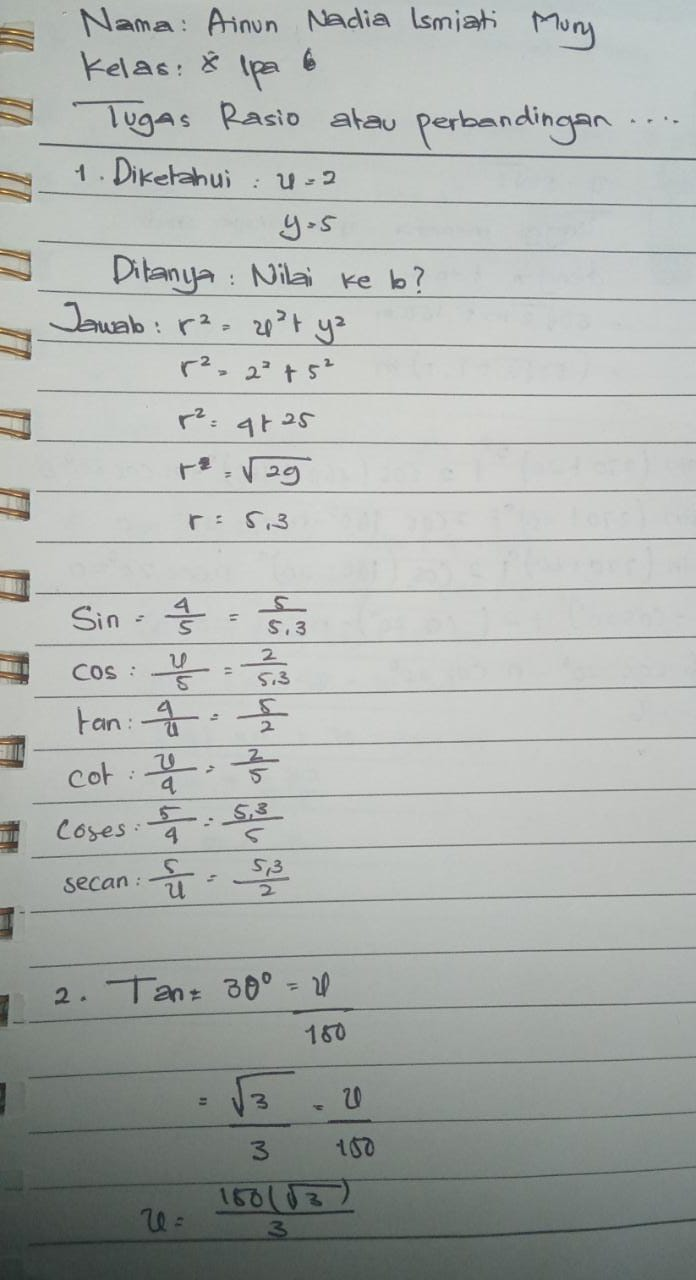 Nama: Ainun Nadia Ismiati Mury
Kelas: X Ipa 6
Tugas Rasio atau perbandingan ....
1. Diketahui : x = 2
y = 5
Ditanya : Nilai ke 6?
Jawab : r² = x² + y²
r² = 2² + 5²
r² = 4 + 25
r = √29
r = 5,3
Sin = 4/5 = 5/5,3
cos : x/5 = 2/5,3
tan : 4/x = 5/2
cot : x/4 = 2/5
Coses : 5/4 = 5,3/5
secan : 5/x = 5,3/2
2. Tan = 30° = x/150
= √3/3 = x/150
x = 150(√3)/3